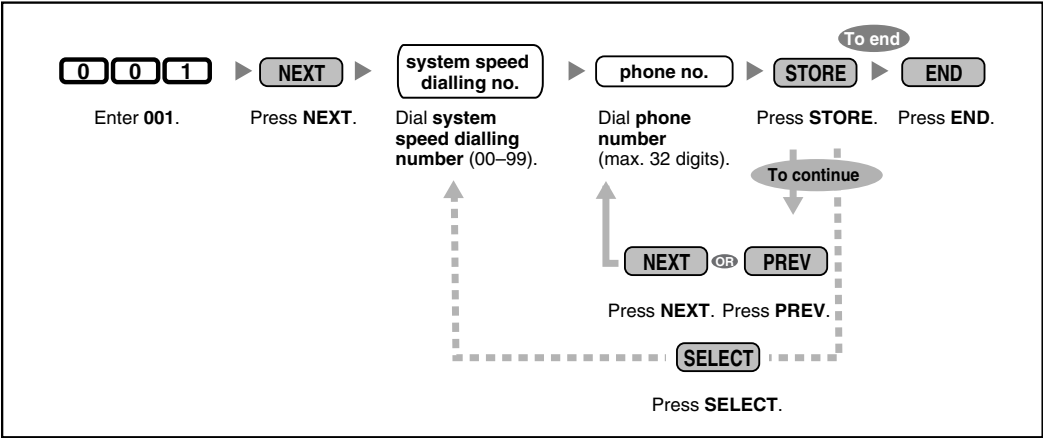 To end
0 0 1
NEXT
system speed
dialling no.
phone no.
STORE
END
Enter 001.
Press NEXT.
Dial system
speed dialling
number (00–99).
Dial phone
number
(max. 32 digits).
Press STORE.
Press END.
To continue
NEXT OR PREV
Press NEXT. Press PREV.
SELECT
Press SELECT.